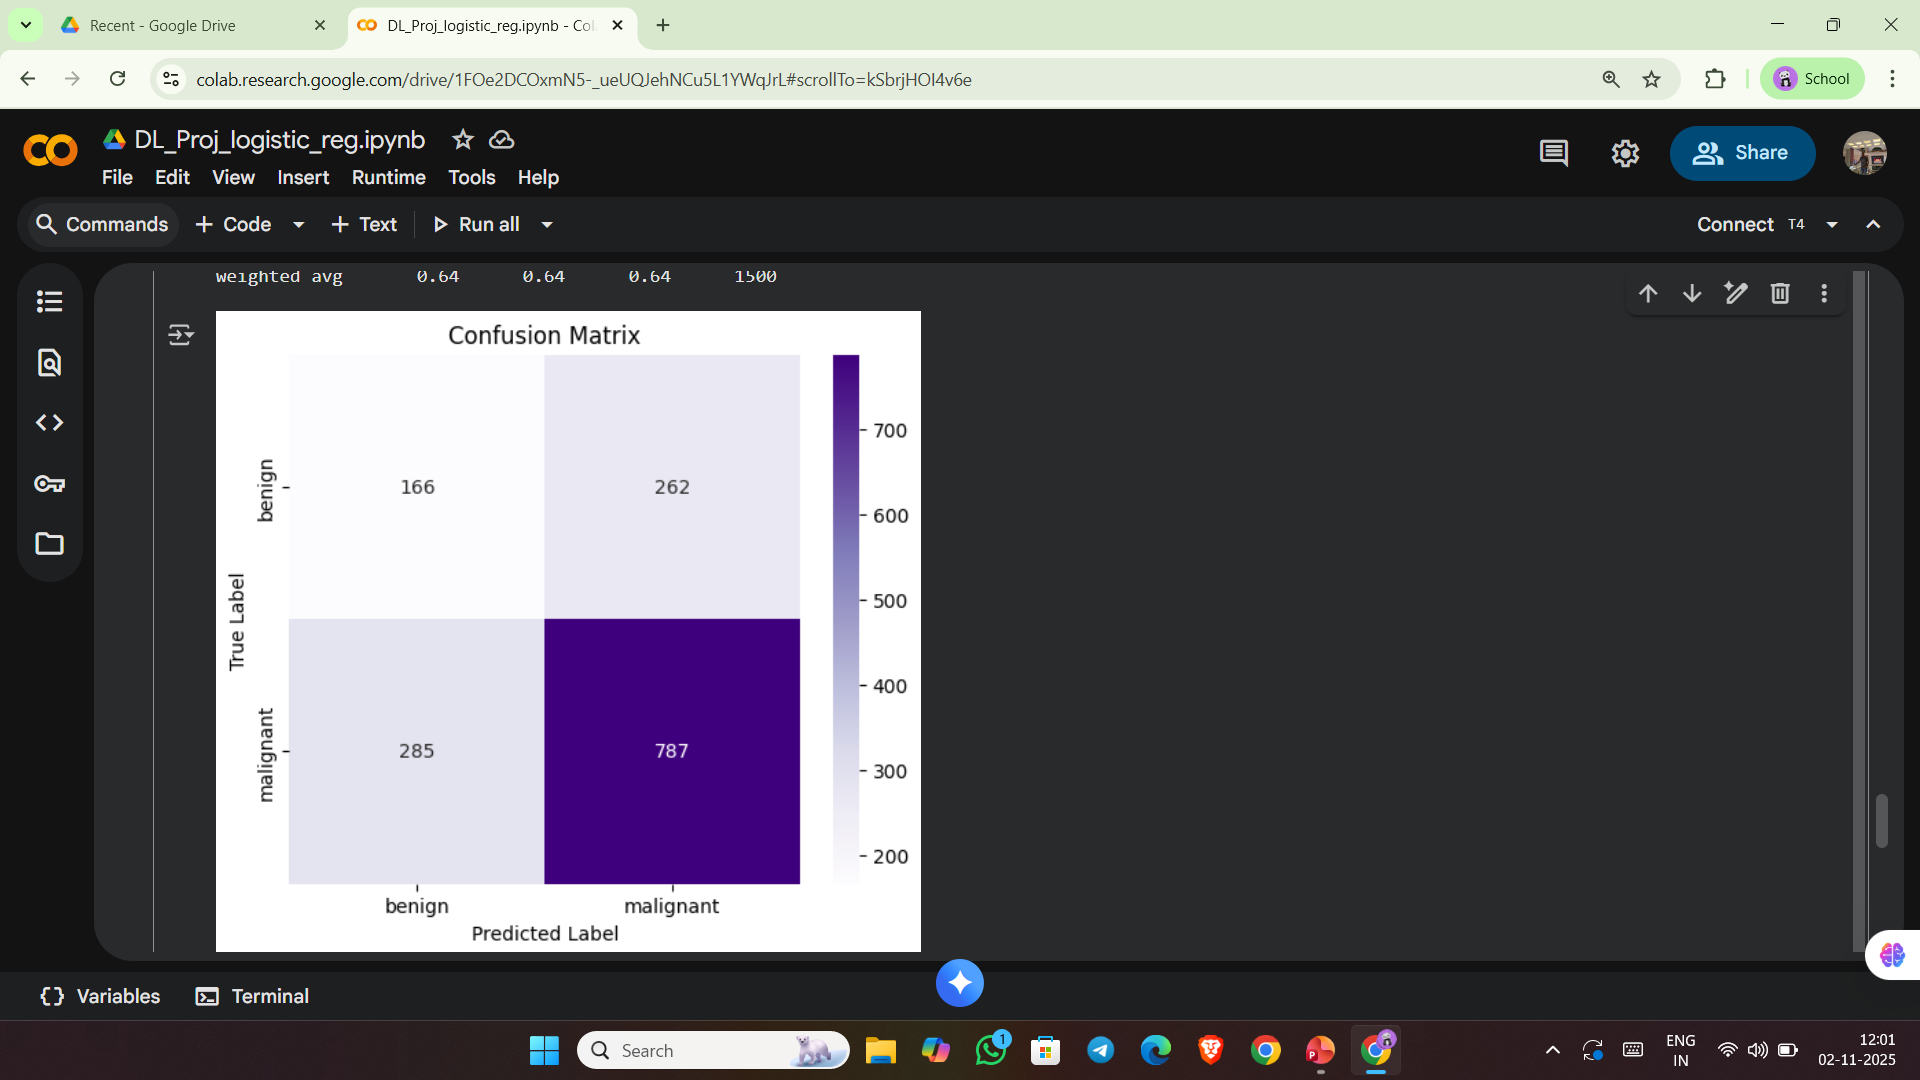 Recent - Google Drive
DL_Proj_logistic_reg.ipynb - Col
colab.research.google.com/drive/1FOe2DCOxmN5-_ueUQJehNCu5L1YWqJrL#scrollTo=kSbrjHOI4v6e
School
DL_Proj_logistic_reg.ipynb
Share
File Edit View Insert Runtime Tools Help
Commands + Code + Text Run all
Connect T4
weighted avg 0.64 0.64 0.64 1500
Confusion Matrix
166 262
285 787
True Label
benign
malignant
benign malignant
Predicted Label
700
600
500
400
300
200
Variables Terminal
Search
1
ENG
IN
12:01
02-11-2025